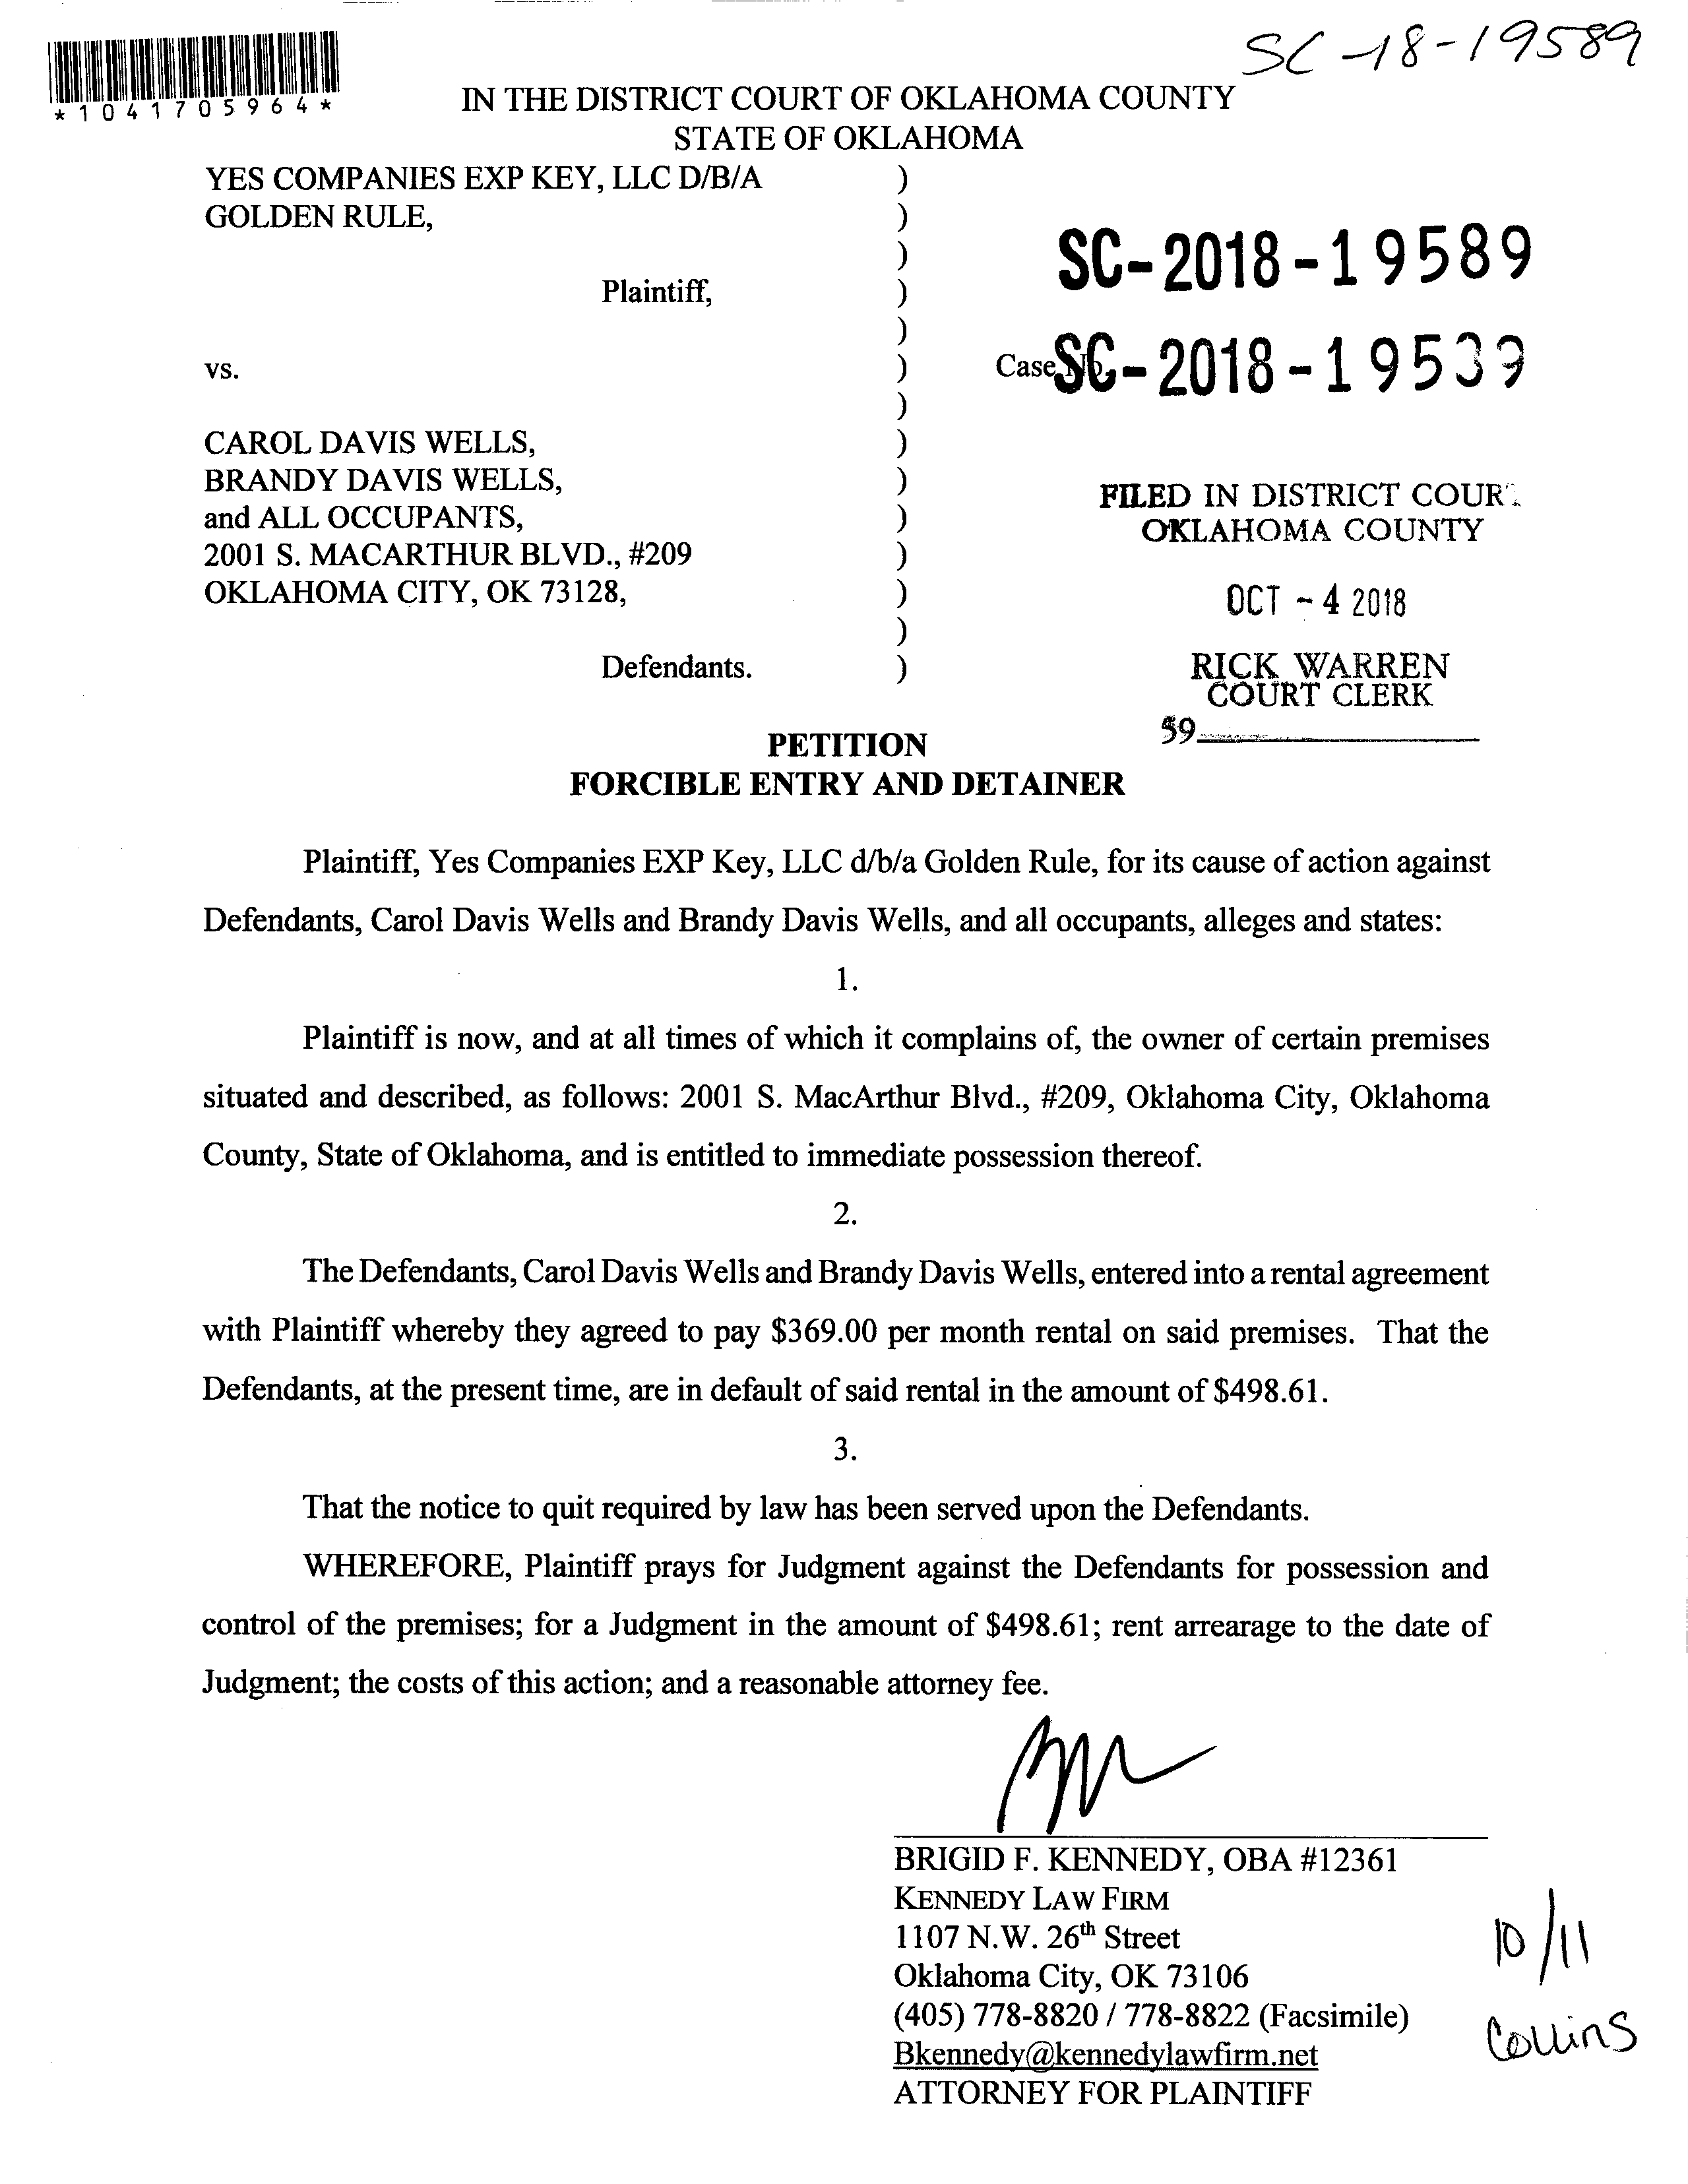 SC-18-19589
*1041705964*
IN THE DISTRICT COURT OF OKLAHOMA COUNTY
STATE OF OKLAHOMA
YES COMPANIES EXP KEY, LLC D/B/A )
GOLDEN RULE, )
)
SC-2018-19589
Plaintiff, )
)
vs. )
Case No. SC-2018-19539
)
CAROL DAVIS WELLS, )
BRANDY DAVIS WELLS, )
and ALL OCCUPANTS, )
2001 S. MACARTHUR BLVD., #209 )
OKLAHOMA CITY, OK 73128, )
)
Defendants. )
FILED IN DISTRICT COURT
OKLAHOMA COUNTY
OCT - 4 2018
RICK WARREN
COURT CLERK
59
PETITION
FORCIBLE ENTRY AND DETAINER
Plaintiff, Yes Companies EXP Key, LLC d/b/a Golden Rule, for its cause of action against
Defendants, Carol Davis Wells and Brandy Davis Wells, and all occupants, alleges and states:
1.
Plaintiff is now, and at all times of which it complains of, the owner of certain premises
situated and described, as follows: 2001 S. MacArthur Blvd., #209, Oklahoma City, Oklahoma
County, State of Oklahoma, and is entitled to immediate possession thereof.
2.
The Defendants, Carol Davis Wells and Brandy Davis Wells, entered into a rental agreement
with Plaintiff whereby they agreed to pay $369.00 per month rental on said premises. That the
Defendants, at the present time, are in default of said rental in the amount of $498.61.
3.
That the notice to quit required by law has been served upon the Defendants.
WHEREFORE, Plaintiff prays for Judgment against the Defendants for possession and
control of the premises; for a Judgment in the amount of $498.61; rent arrearage to the date of
Judgment; the costs of this action; and a reasonable attorney fee.
BRIGID F. KENNEDY, OBA #12361
KENNEDY LAW FIRM
1107 N.W. 26th Street
Oklahoma City, OK 73106
(405) 778-8820 / 778-8822 (Facsimile)
Bkennedy@kennedylawfirm.net
ATTORNEY FOR PLAINTIFF
10/11
Collins